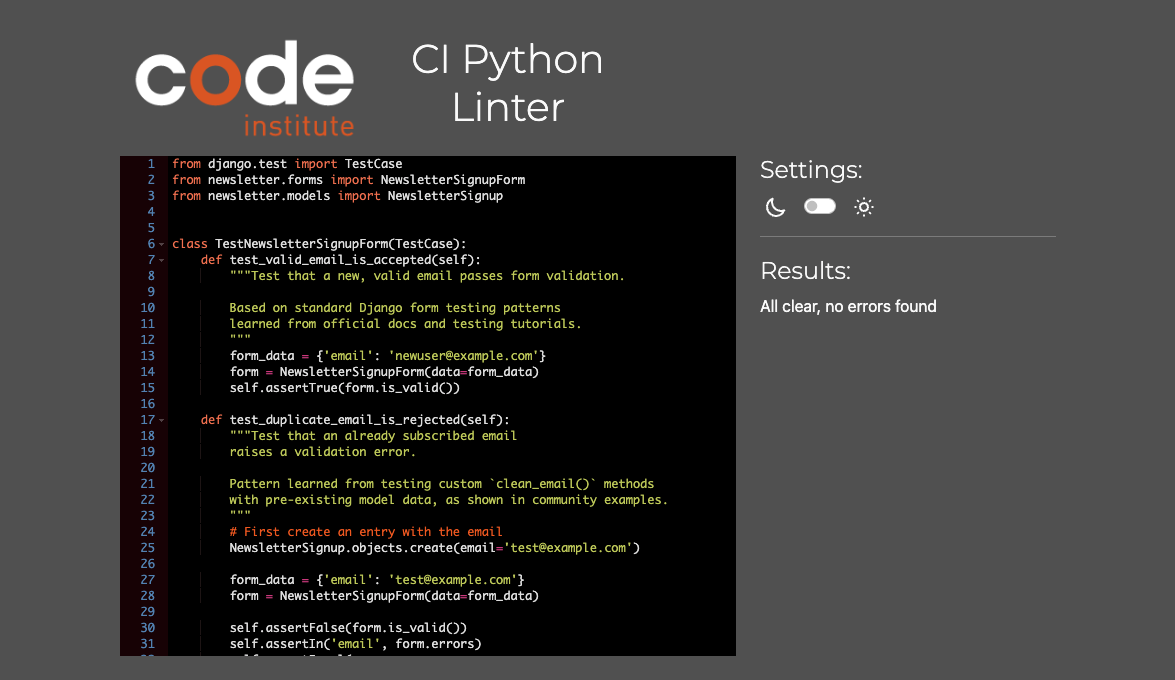 code
institute
CI Python
Linter
1 from django.test import TestCase
2 from newsletter.forms import NewsletterSignupForm
3 from newsletter.models import NewsletterSignup
4
5
6 class TestNewsletterSignupForm(TestCase):
7     def test_valid_email_is_accepted(self):
8         """Test that a new, valid email passes form validation.
9
10         Based on standard Django form testing patterns
11         learned from official docs and testing tutorials.
12         """
13         form_data = {'email': 'newuser@example.com'}
14         form = NewsletterSignupForm(data=form_data)
15         self.assertTrue(form.is_valid())
16
17     def test_duplicate_email_is_rejected(self):
18         """Test that an already subscribed email
19         raises a validation error.
20
21         Pattern learned from testing custom `clean_email()` methods
22         with pre-existing model data, as shown in community examples.
23         """
24         # First create an entry with the email
25         NewsletterSignup.objects.create(email='test@example.com')
26
27         form_data = {'email': 'test@example.com'}
28         form = NewsletterSignupForm(data=form_data)
29
30         self.assertFalse(form.is_valid())
31         self.assertIn('email', form.errors)
Settings:
Results:
All clear, no errors found